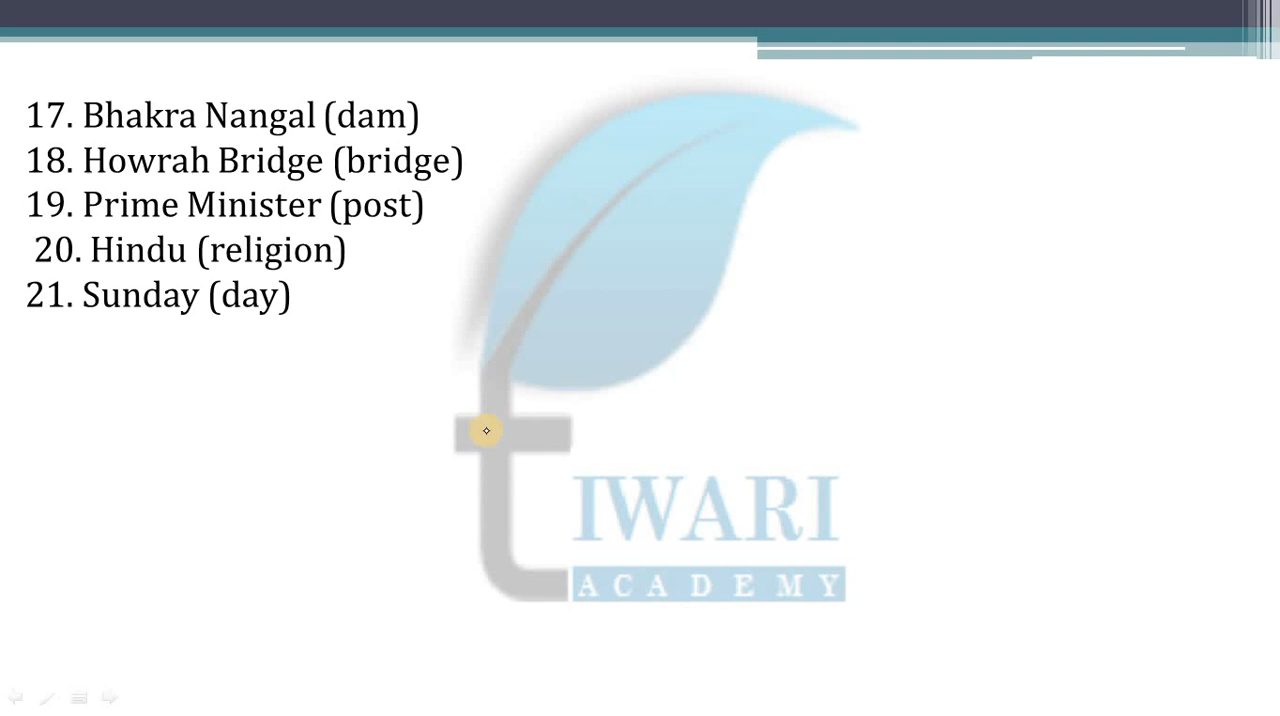 17. Bhakra Nangal (dam)
18. Howrah Bridge (bridge)
19. Prime Minister (post)
20. Hindu (religion)
21. Sunday (day)
tIWARI
ACADEMY